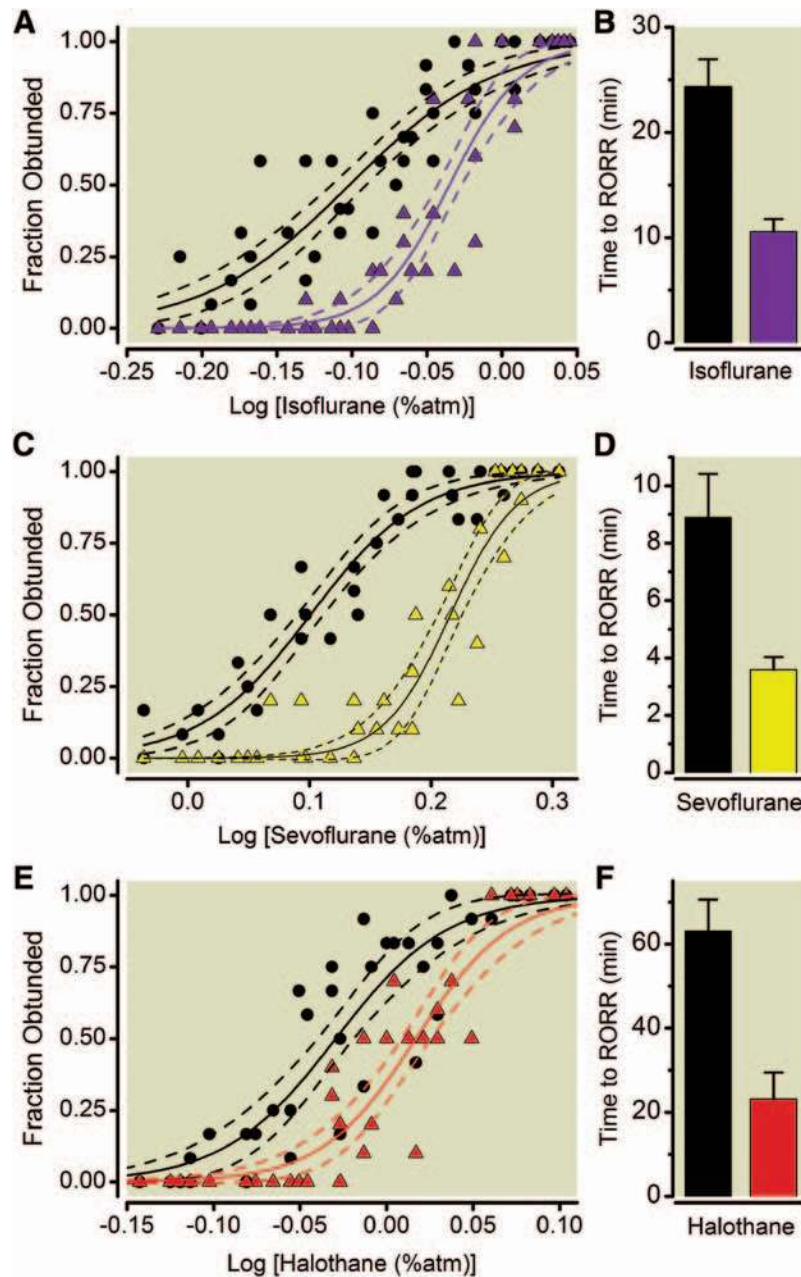 A
Fraction Obtunded
1.00
0.75
0.50
0.25
0.00
-0.25 -0.20 -0.15 -0.10 -0.05 0.00 0.05
Log [Isoflurane (%atm)]
B
Time to RORR (min)
30
20
10
0
Isoflurane
C
Fraction Obtunded
1.00
0.75
0.50
0.25
0.00
0.0 0.1 0.2 0.3
Log [Sevoflurane (%atm)]
D
Time to RORR (min)
10
8
6
4
2
0
Sevoflurane
E
Fraction Obtunded
1.00
0.75
0.50
0.25
0.00
-0.15 -0.10 -0.05 0.00 0.05 0.10
Log [Halothane (%atm)]
F
Time to RORR (min)
60
40
20
0
Halothane